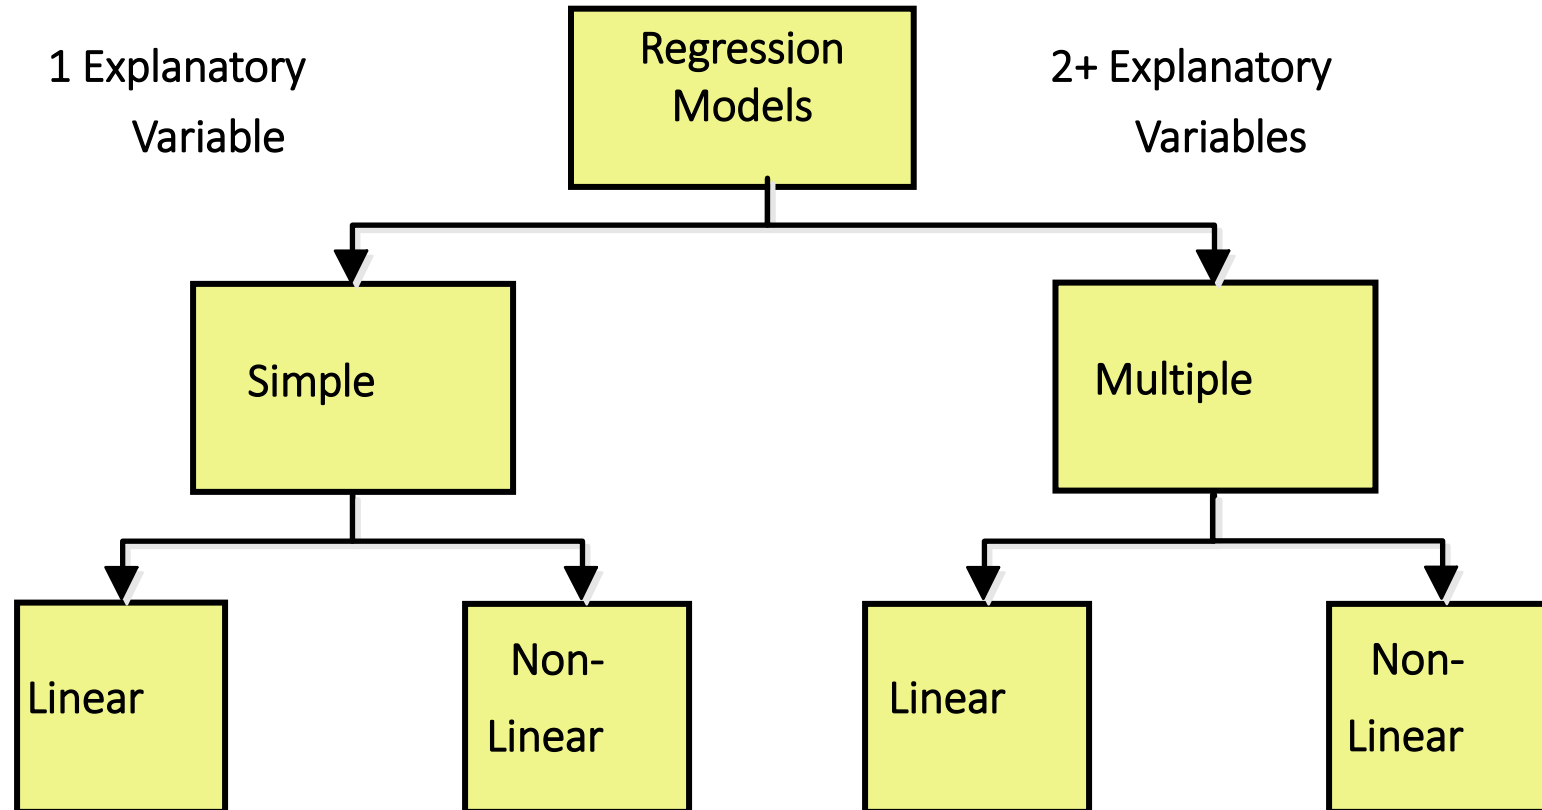 1 Explanatory
Variable
Regression
Models
2+ Explanatory
Variables
Simple
Multiple
Linear
Non-
Linear
Linear
Non-
Linear